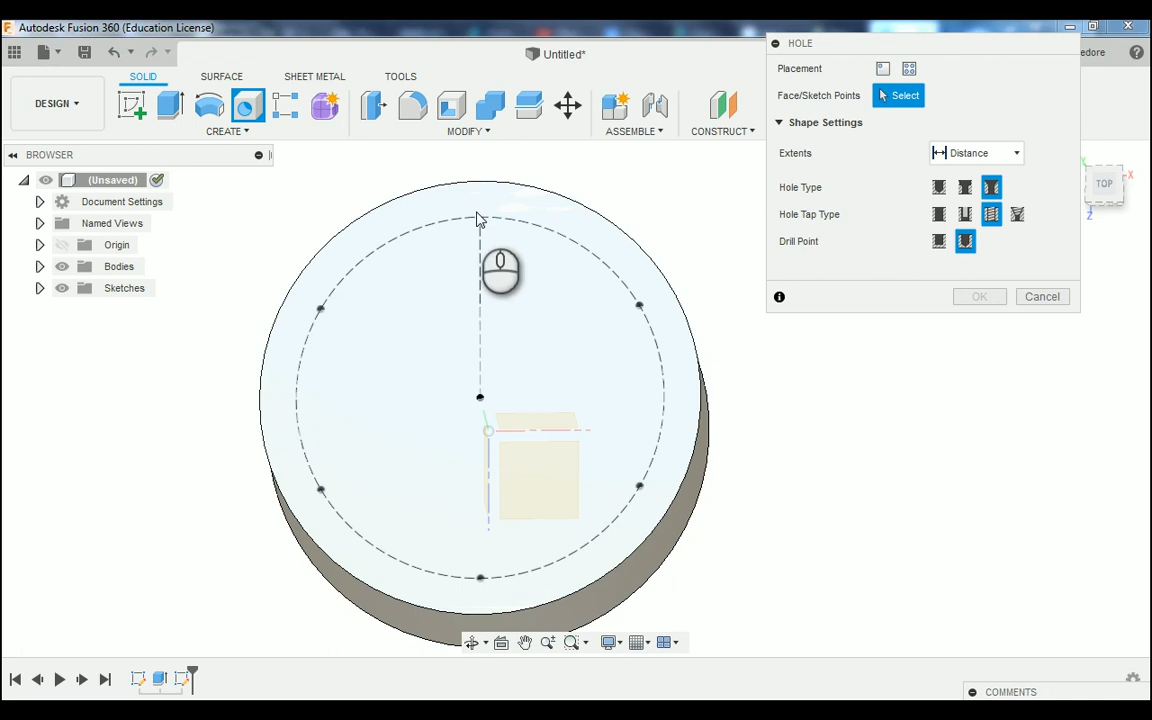 Autodesk Fusion 360 (Education License)
Untitled*
edore
SOLID SURFACE SHEET METAL TOOLS
DESIGN
CREATE MODIFY ASSEMBLE CONSTRUCT
BROWSER
(Unsaved)
Document Settings
Named Views
Origin
Bodies
Sketches
HOLE
Placement
Face/Sketch Points Select
Shape Settings
Extents Distance
Hole Type
Hole Tap Type
Drill Point
OK Cancel
TOP
X
Z
COMMENTS